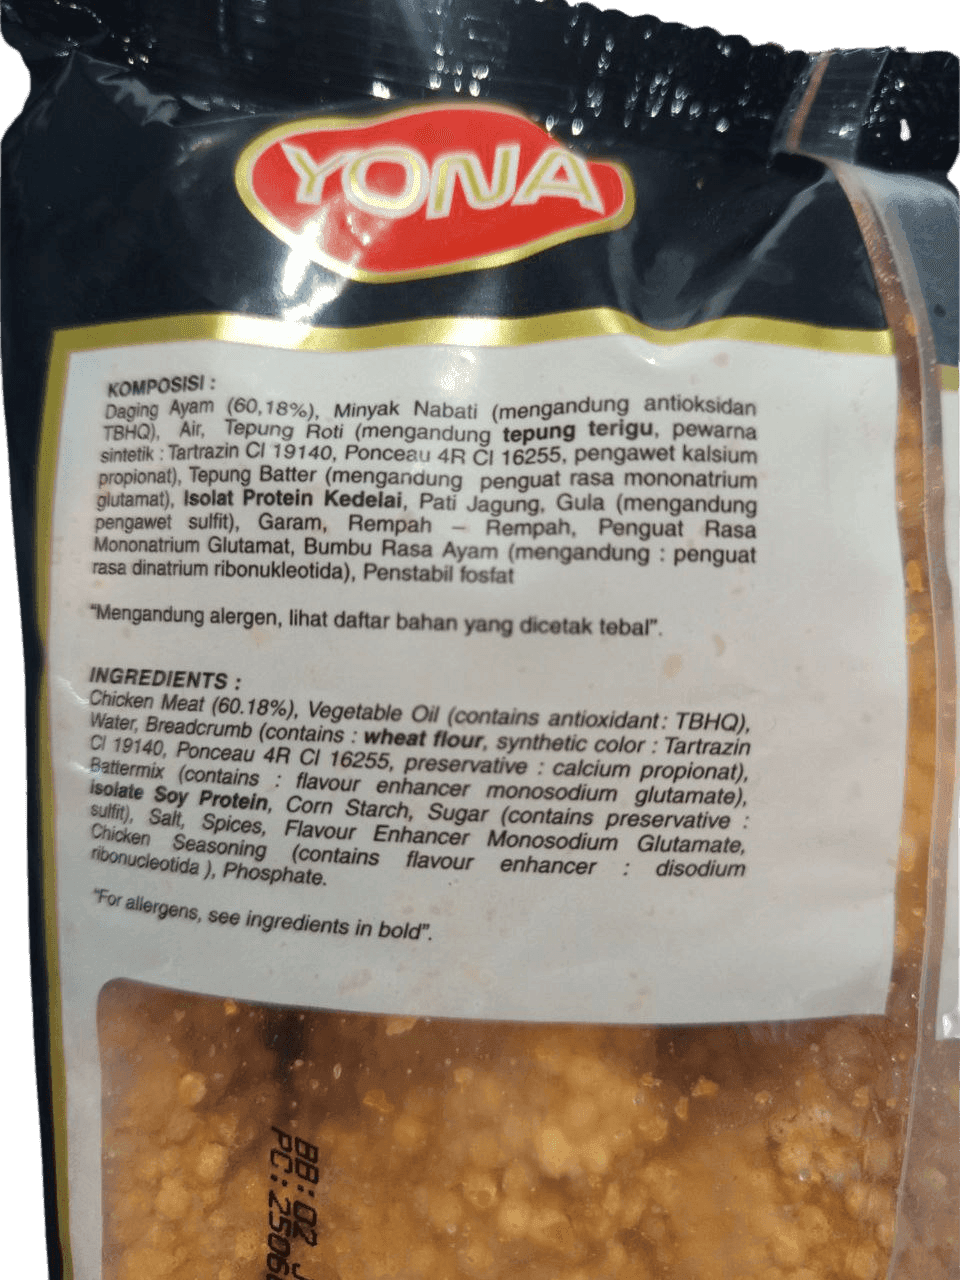 YONA
KOMPOSISI :
Daging Ayam (60,18%), Minyak Nabati (mengandung antioksidan
TBHQ), Air, Tepung Roti (mengandung tepung terigu, pewarna
sintetik : Tartrazin CI 19140, Ponceau 4R CI 16255, pengawet kalsium
propionat), Tepung Batter (mengandung penguat rasa mononatrium
glutamat), Isolat Protein Kedelai, Pati Jagung, Gula (mengandung
pengawet sulfit), Garam, Rempah – Rempah, Penguat Rasa
Mononatrium Glutamat, Bumbu Rasa Ayam (mengandung : penguat
rasa dinatrium ribonukleotida), Penstabil fosfat
"Mengandung alergen, lihat daftar bahan yang dicetak tebal".
INGREDIENTS :
Chicken Meat (60.18%), Vegetable Oil (contains antioxidant : TBHQ),
Water, Breadcrumb (contains : wheat flour, synthetic color : Tartrazin
CI 19140, Ponceau 4R CI 16255, preservative : calcium propionat),
Battermix (contains : flavour enhancer monosodium glutamate),
Isolate Soy Protein, Corn Starch, Sugar (contains preservative :
sulfit), Salt, Spices, Flavour Enhancer Monosodium Glutamate,
Chicken Seasoning (contains flavour enhancer : disodium
ribonucleotida ), Phosphate.
"For allergens, see ingredients in bold".
BB: 02
PC: 2506